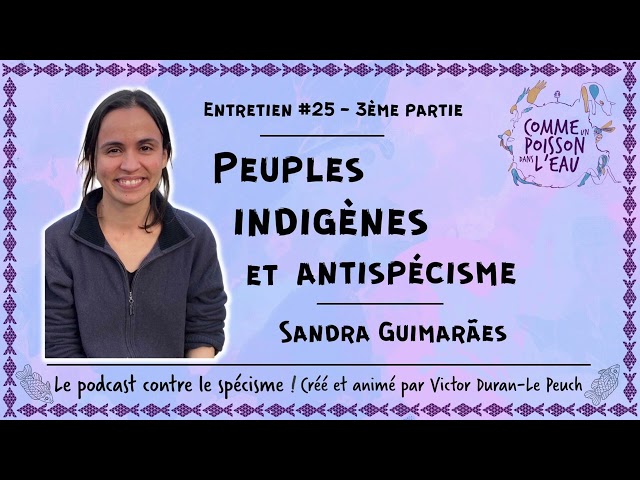 ENTRETIEN #25 - 3ÈME PARTIE
COMME UN
POISSON
DANS L'EAU
PEUPLES
INDIGÈNES
ET ANTISPÉCISME
SANDRA GUIMARÃES
Le podcast contre le spécisme ! Créé et animé par Victor Duran-Le Peuch